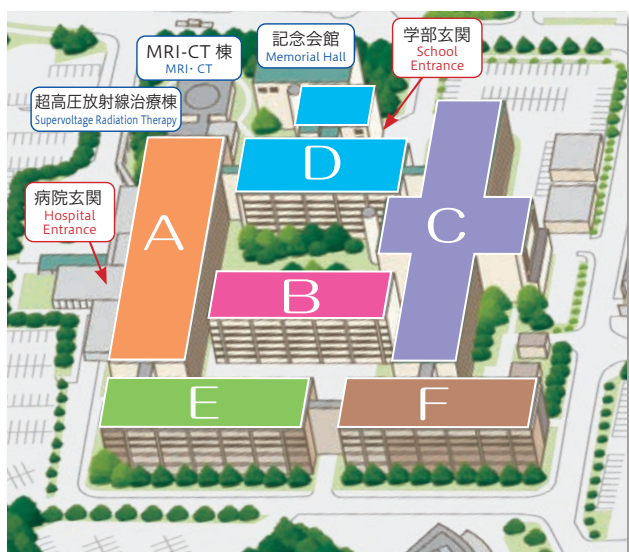 MRI-CT 棟
MRI・CT
記念会館
Memorial Hall
学部玄関
School
Entrance
超高圧放射線治療棟
Supervoltage Radiation Therapy
病院玄関
Hospital
Entrance
A
D
C
B
E
F